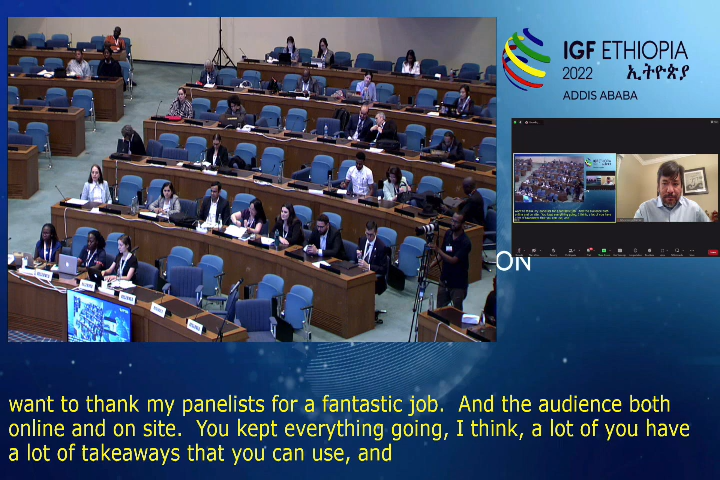 IGF ETHIOPIA
2022 ኢትዮጵያ
ADDIS ABABA
ON
want to thank my panelists for a fantastic job. And the audience both
online and on site. You kept everything going, I think, a lot of you have
a lot of takeaways that you can use, and